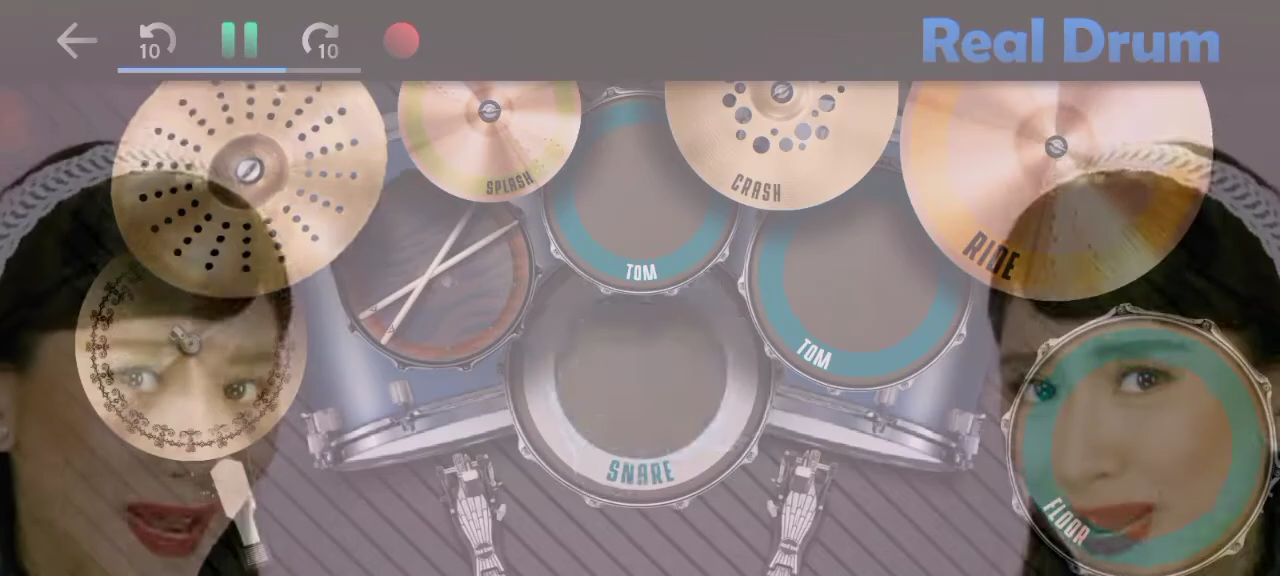 10
10
Real Drum
SPLASH
CRASH
RIDE
TOM
TOM
SNARE
FLOOR